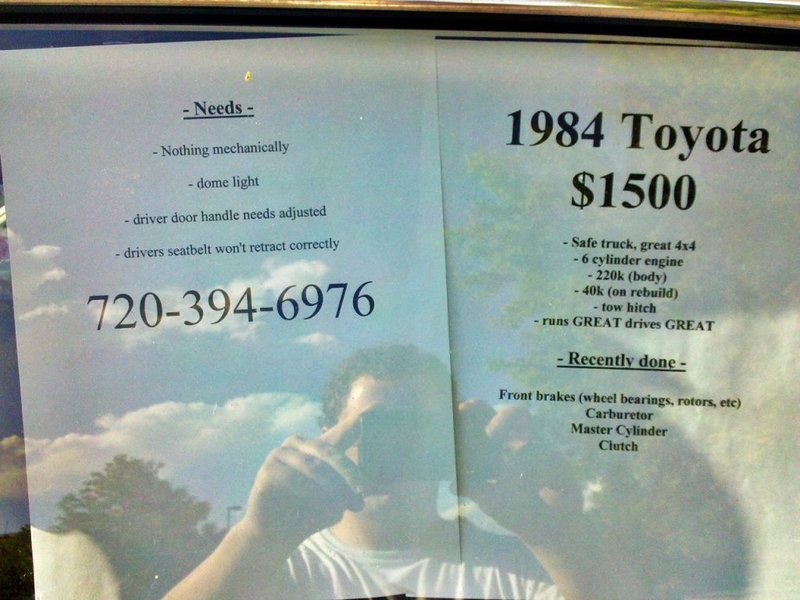 - Needs -
- Nothing mechanically
- dome light
- driver door handle needs adjusted
- drivers seatbelt won't retract correctly
720-394-6976
1984 Toyota
$1500
- Safe truck, great 4x4
- 6 cylinder engine
- 220k (body)
- 40k (on rebuild)
- tow hitch
- runs GREAT drives GREAT
- Recently done -
Front brakes (wheel bearings, rotors, etc)
Carburetor
Master Cylinder
Clutch